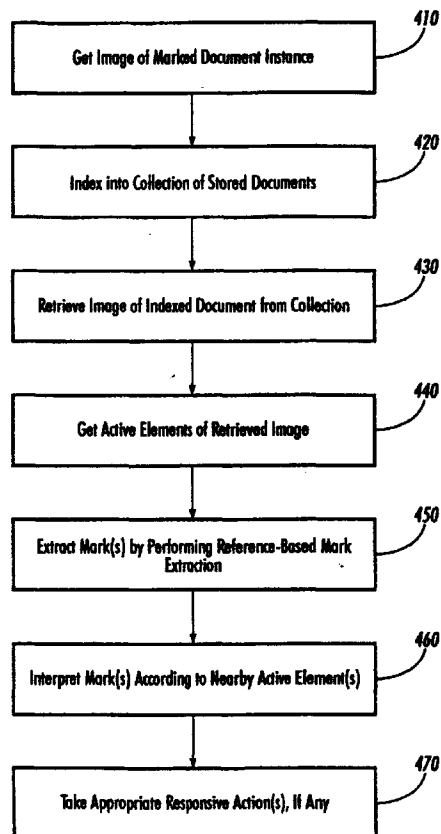 410
Get Image of Marked Document Instance
420
Index into Collection of Stored Documents
430
Retrieve Image of Indexed Document from Collection
440
Get Active Elements of Retrieved Image
450
Extract Mark(s) by Performing Reference-Based Mark
Extraction
460
Interpret Mark(s) According to Nearby Active Element(s)
470
Take Appropriate Responsive Action(s), If Any